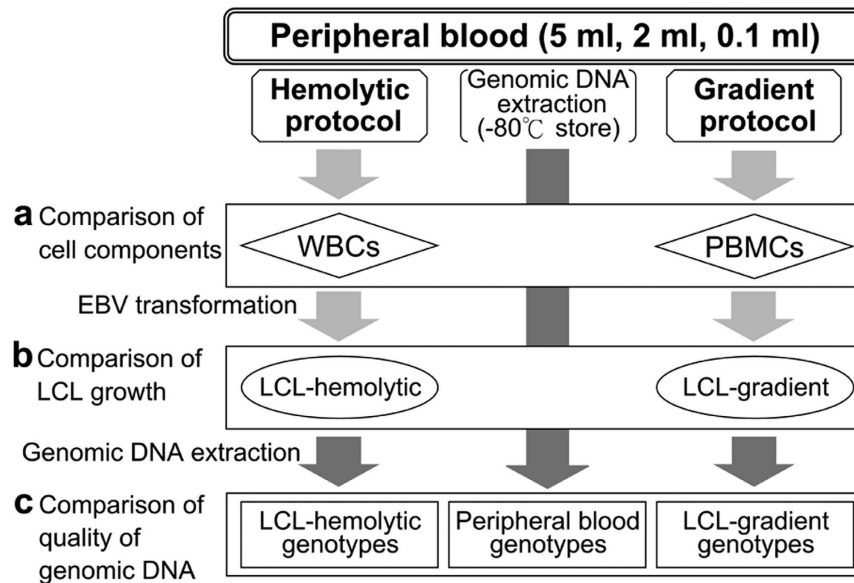 Peripheral blood (5 ml, 2 ml, 0.1 ml)
Hemolytic
protocol
Genomic DNA
extraction
(-80℃ store)
Gradient
protocol
a Comparison of
cell components
WBCs
PBMCs
EBV transformation
b Comparison of
LCL growth
LCL-hemolytic
LCL-gradient
Genomic DNA extraction
c Comparison of
quality of
genomic DNA
LCL-hemolytic
genotypes
Peripheral blood
genotypes
LCL-gradient
genotypes